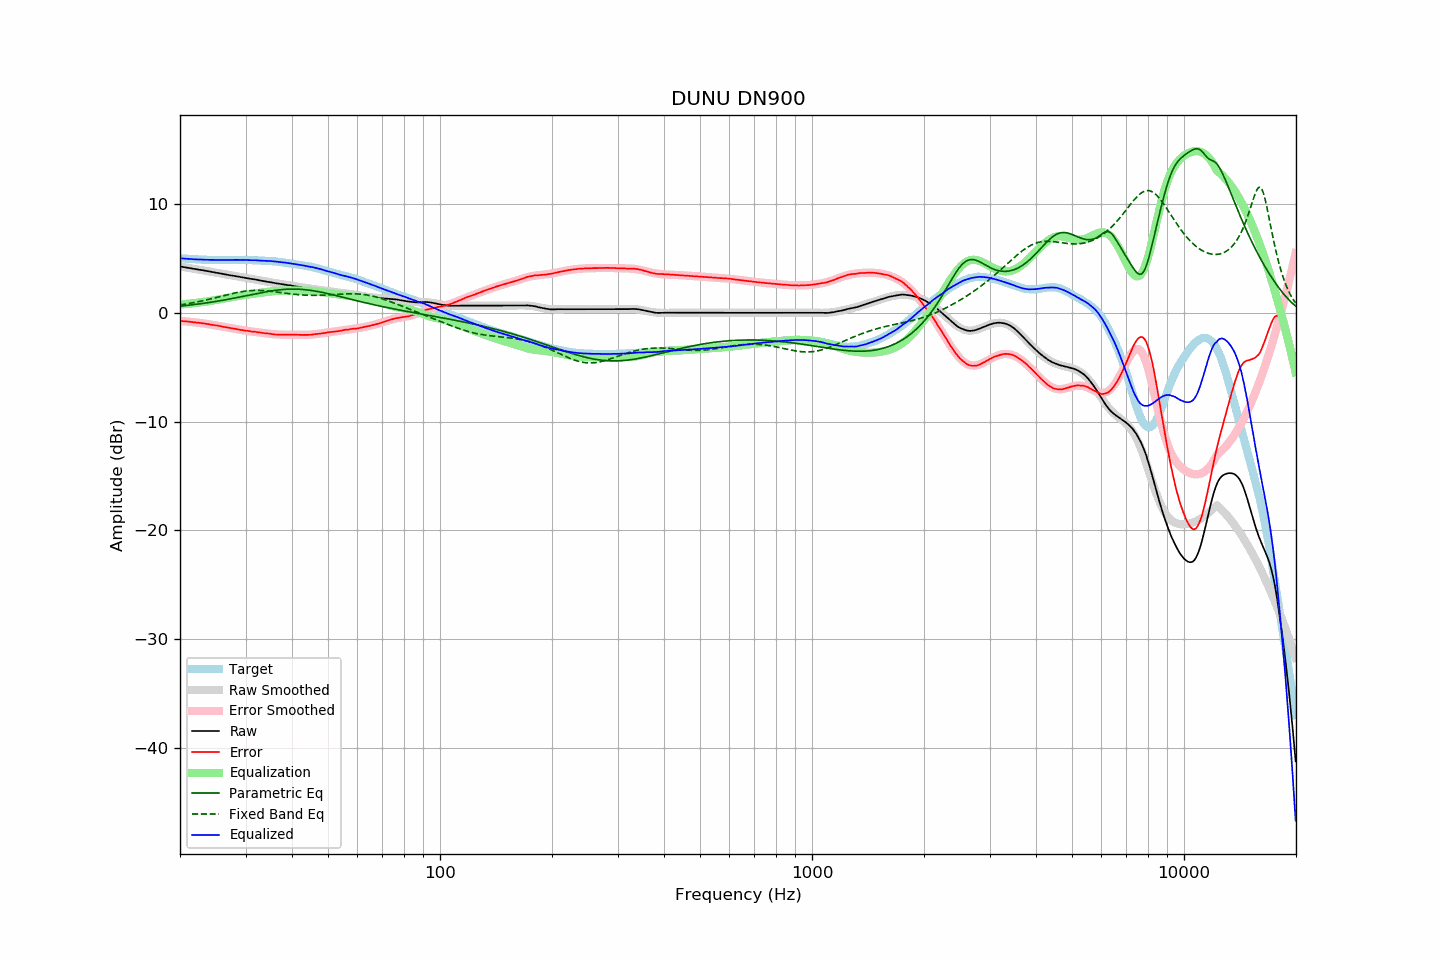 DUNU DN900
Amplitude (dBr)
10
0
−10
−20
−30
−40
Target
Raw Smoothed
Error Smoothed
Raw
Error
Equalization
Parametric Eq
Fixed Band Eq
Equalized
100
1000
10000
Frequency (Hz)